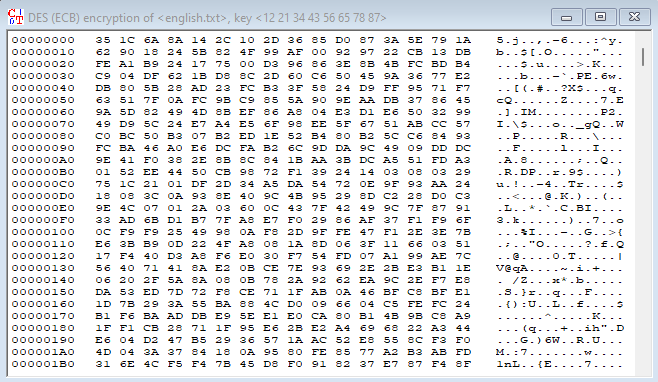 DES (ECB) encryption of <english.txt>, key <12 21 34 43 56 65 78 87>
00000000 35 1C 6A 8A 14 2C 10 2D 36 85 D0 87 3A 5E 79 1A 5.j..,.-6...:^y.
00000010 62 90 18 24 5B 82 4F 99 AF 00 92 97 22 CB 13 DB b..$[.O....."...
00000020 FE A1 B9 24 17 75 00 D3 96 86 3E 8B 4B FC BD B4 ...$.u....>.K...
00000030 C9 04 DF 62 1B D8 8C 2D 60 C6 50 45 9A 36 77 E2 ...b...-`.PE.6w.
00000040 DB 80 5B 28 AD 23 FC B3 3F 58 24 D9 FF 95 71 F7 ..[(.#..?X$...q.
00000050 63 51 7F 0A FC 9B C9 85 5A 90 9E AA DB 37 86 45 cQ......Z....7.E
00000060 9A 5D 82 49 4D 8B EF 86 A8 04 E3 D1 E6 50 32 99 .].IM........P2.
00000070 49 D9 5C 24 E7 A4 E5 6F 98 EE 5F 67 51 AB CC 57 I.\$...o.._gQ..W
00000080 C0 BC 50 B3 07 B2 ED 1E 52 B4 80 B2 5C C6 84 93 ..P.....R...\...
00000090 FC BA 46 A0 E6 DC FA B2 6C 9D DA 9C 49 09 DD DC ..F.....l...I...
000000A0 9E 41 F0 38 2E 8B 8C 84 1B AA 3B DC A5 51 FD A3 .A.8......;..Q..
000000B0 01 52 EE 44 50 CB 98 72 F1 39 24 14 03 08 03 29 .R.DP..r.9$....)
000000C0 75 1C 21 01 DF 2D 34 A5 DA 54 72 0E 9F 93 AA 24 u.!..-4..Tr....$
000000D0 18 08 3C 0A 93 8E 40 9C 4B 95 29 8D C2 28 D0 C3 ..<...@.K.)..(..
000000E0 9E 4C 07 01 2A 03 60 0C 43 7F 42 49 9C 7F 87 91 .L..*.`.C.BI....
000000F0 33 AD 6B D1 B7 7F A8 E7 F0 29 86 AF 37 F1 F9 6F 3.k......)..7..o
00000100 0C F9 F9 25 49 98 0A F8 2D 9F FE 47 F1 2E 3E 7B ...%I...-..G..>{
00000110 E6 3B B9 0D 22 4F A8 08 1A 8D 06 3F 11 66 03 51 .;.."O.....?.f.Q
00000120 17 F4 40 D3 A8 F6 E0 30 F7 54 FD 07 A1 99 AE 7C ..@....0.T.....|
00000130 56 40 71 41 8A E2 0B CE 7E 93 69 2E 2B E3 B1 1E V@qA....~.i.+...
00000140 06 20 2F 5A 8A 08 0B 78 2A 92 62 EA 9C 2E F7 E8 . /Z...x*.b.....
00000150 DA 53 ED 7D 72 F8 CE 71 1F AB 0A 46 BF C8 BF E1 .S.}r..q...F....
00000160 1D 7B 29 3A 55 BA 88 4C D0 09 66 04 C5 FE FC 24 .{):U..L..f....$
00000170 B1 F6 BA AD DB E9 5E E1 E0 CA 80 B1 4B 9B C8 A9 ......^.....K...
00000180 1F F1 CB 28 71 1F 95 E6 2B E2 A4 69 68 22 A3 44 ...(q...+..ih".D
00000190 E6 04 D2 47 B5 29 36 57 1A AC 52 E8 55 8C F3 F0 ...G.)6W..R.U...
000001A0 4D 04 3A 37 84 18 0A 95 80 FE 85 77 A2 B3 AB FD M.:7.......w....
000001B0 31 6E 4C F5 F4 7B 45 D8 F0 91 82 37 E7 87 F4 8F 1nL..{E....7....